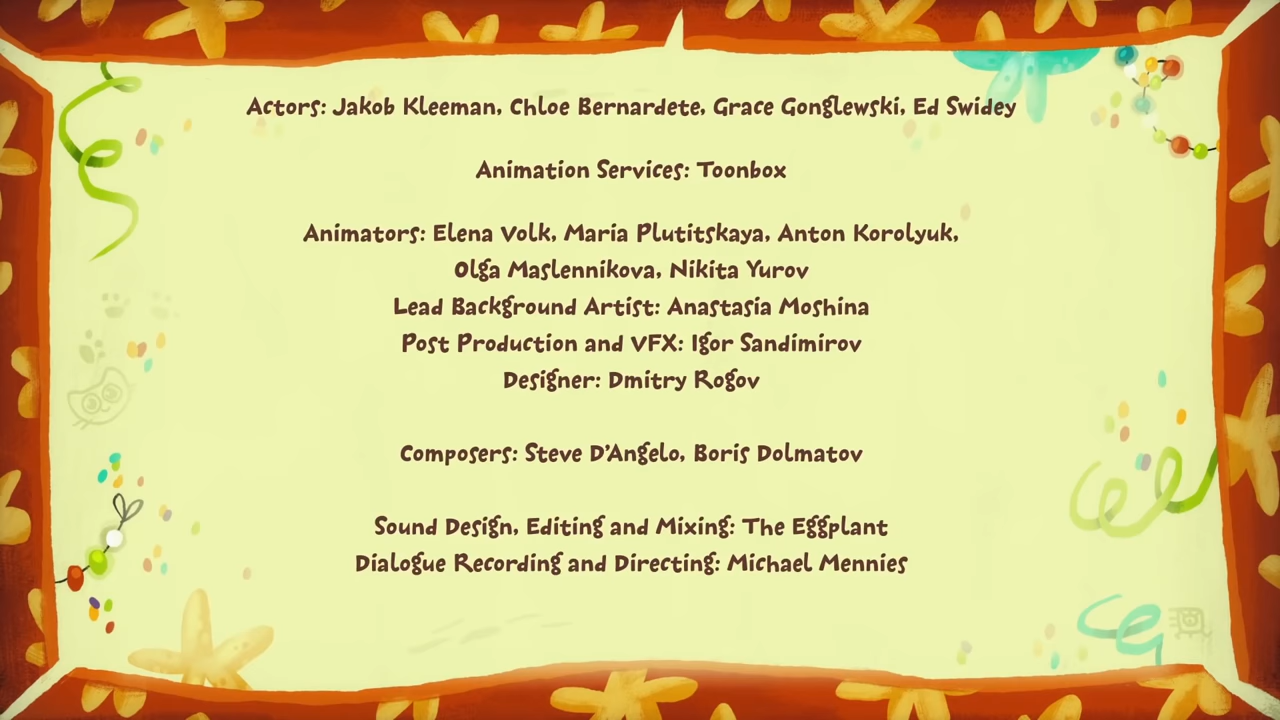 Actors: Jakob Kleeman, Chloe Bernardete, Grace Gonglewski, Ed Swidey
Animation Services: Toonbox
Animators: Elena Volk, Maria Plutitskaya, Anton Korolyuk,
Olga Maslennikova, Nikita Yurov
Lead Background Artist: Anastasia Moshina
Post Production and VFX: Igor Sandimirov
Designer: Dmitry Rogov
Composers: Steve D'Angelo, Boris Dolmatov
Sound Design, Editing and Mixing: The Eggplant
Dialogue Recording and Directing: Michael Mennies